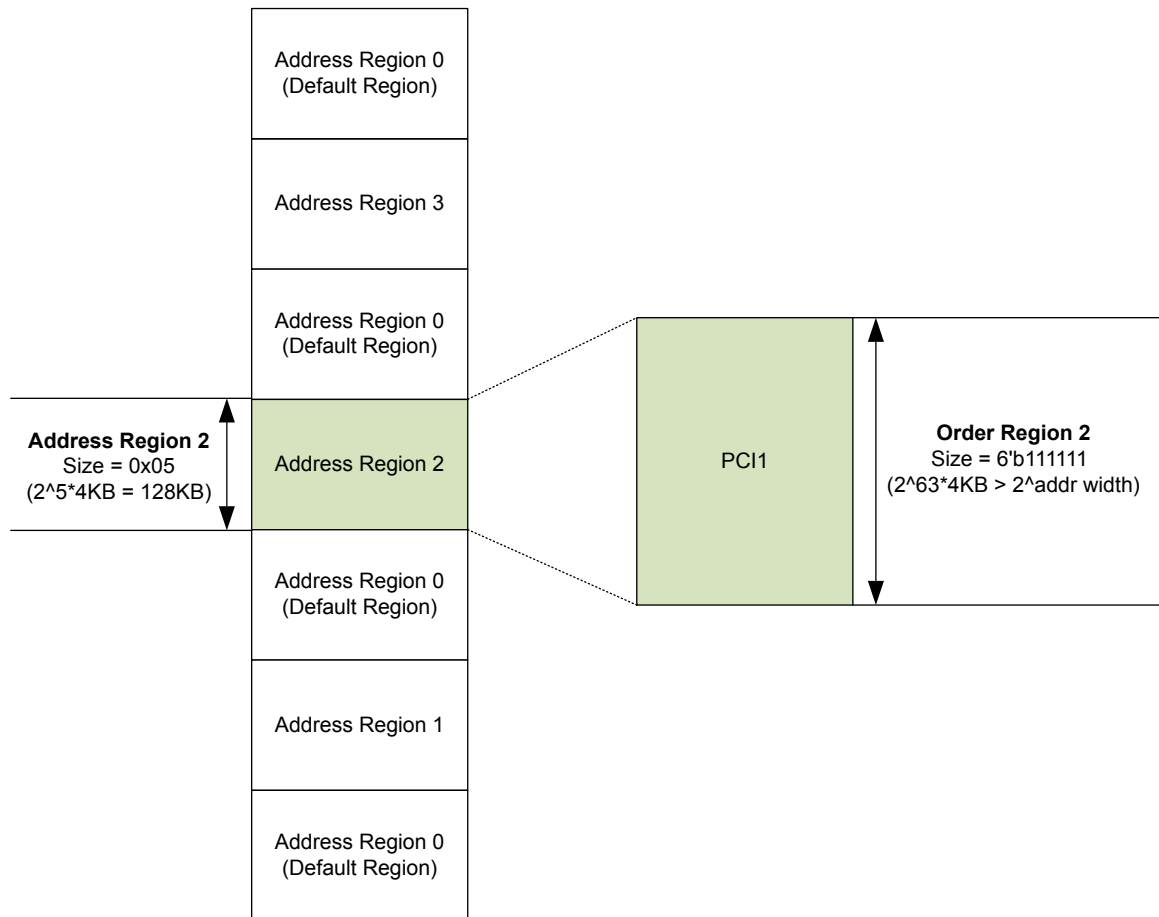 Address Region 0
(Default Region)
Address Region 3
Address Region 0
(Default Region)
Address Region 2
Size = 0x05
(2^5*4KB = 128KB)
Address Region 2
PCI1
Order Region 2
Size = 6'b111111
(2^63*4KB > 2^addr width)
Address Region 0
(Default Region)
Address Region 1
Address Region 0
(Default Region)